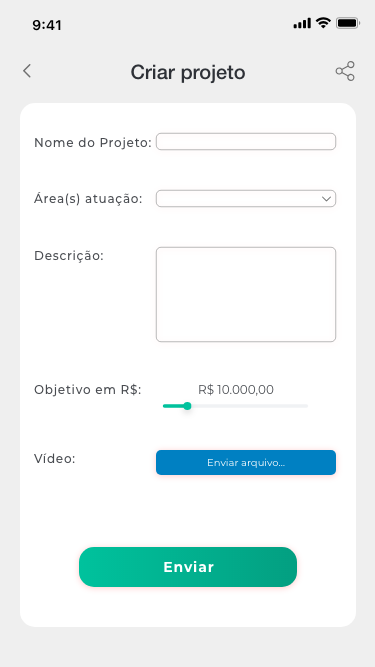 9:41
Criar projeto
Nome do Projeto:
Área(s) atuação:
Descrição:
Objetivo em R$: R$ 10.000,00
Vídeo: Enviar arquivo...
Enviar